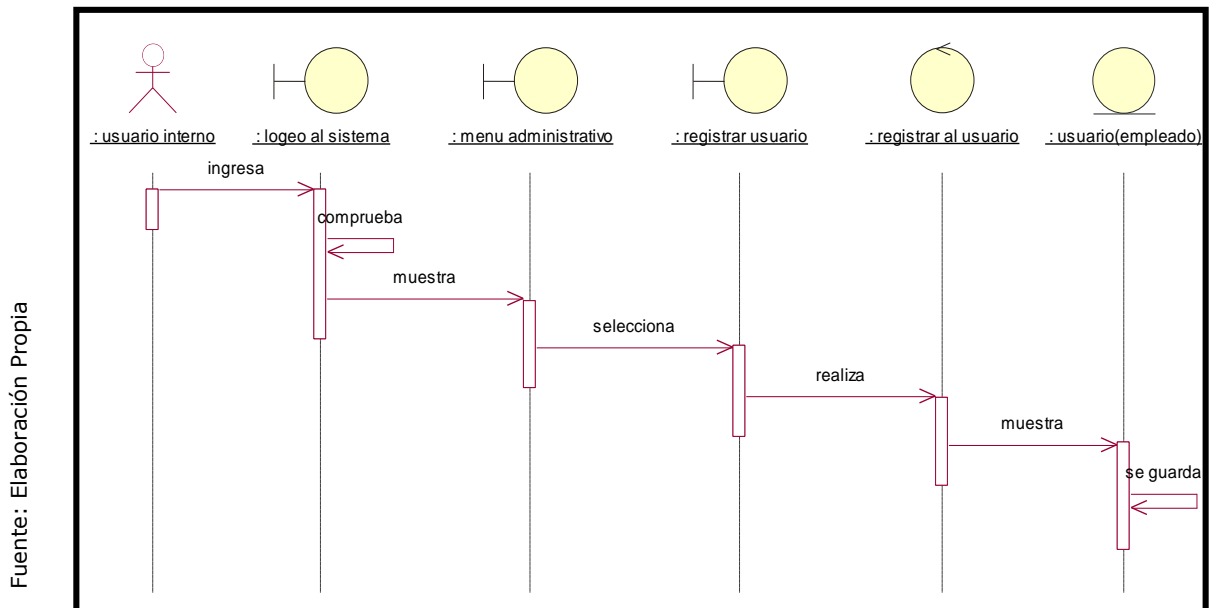 : usuario interno
: logeo al sistema
: menu administrativo
: registrar usuario
: registrar al usuario
: usuario(empleado)
ingresa
comprueba
muestra
selecciona
realiza
muestra
se guarda
Fuente: Elaboración Propia